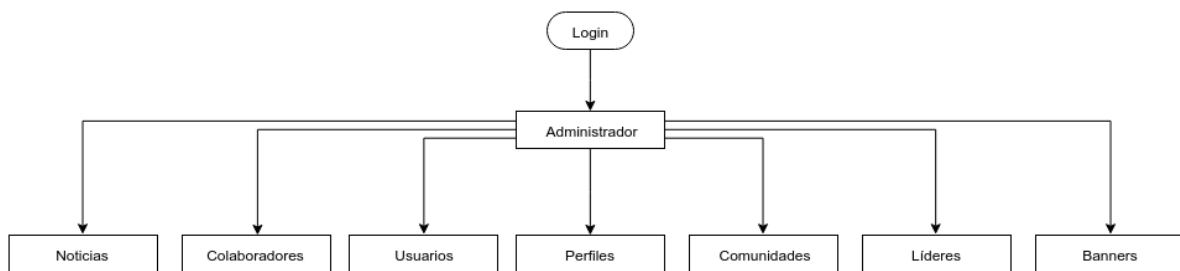 Login
Administrador
Noticias
Colaboradores
Usuarios
Perfiles
Comunidades
Líderes
Banners